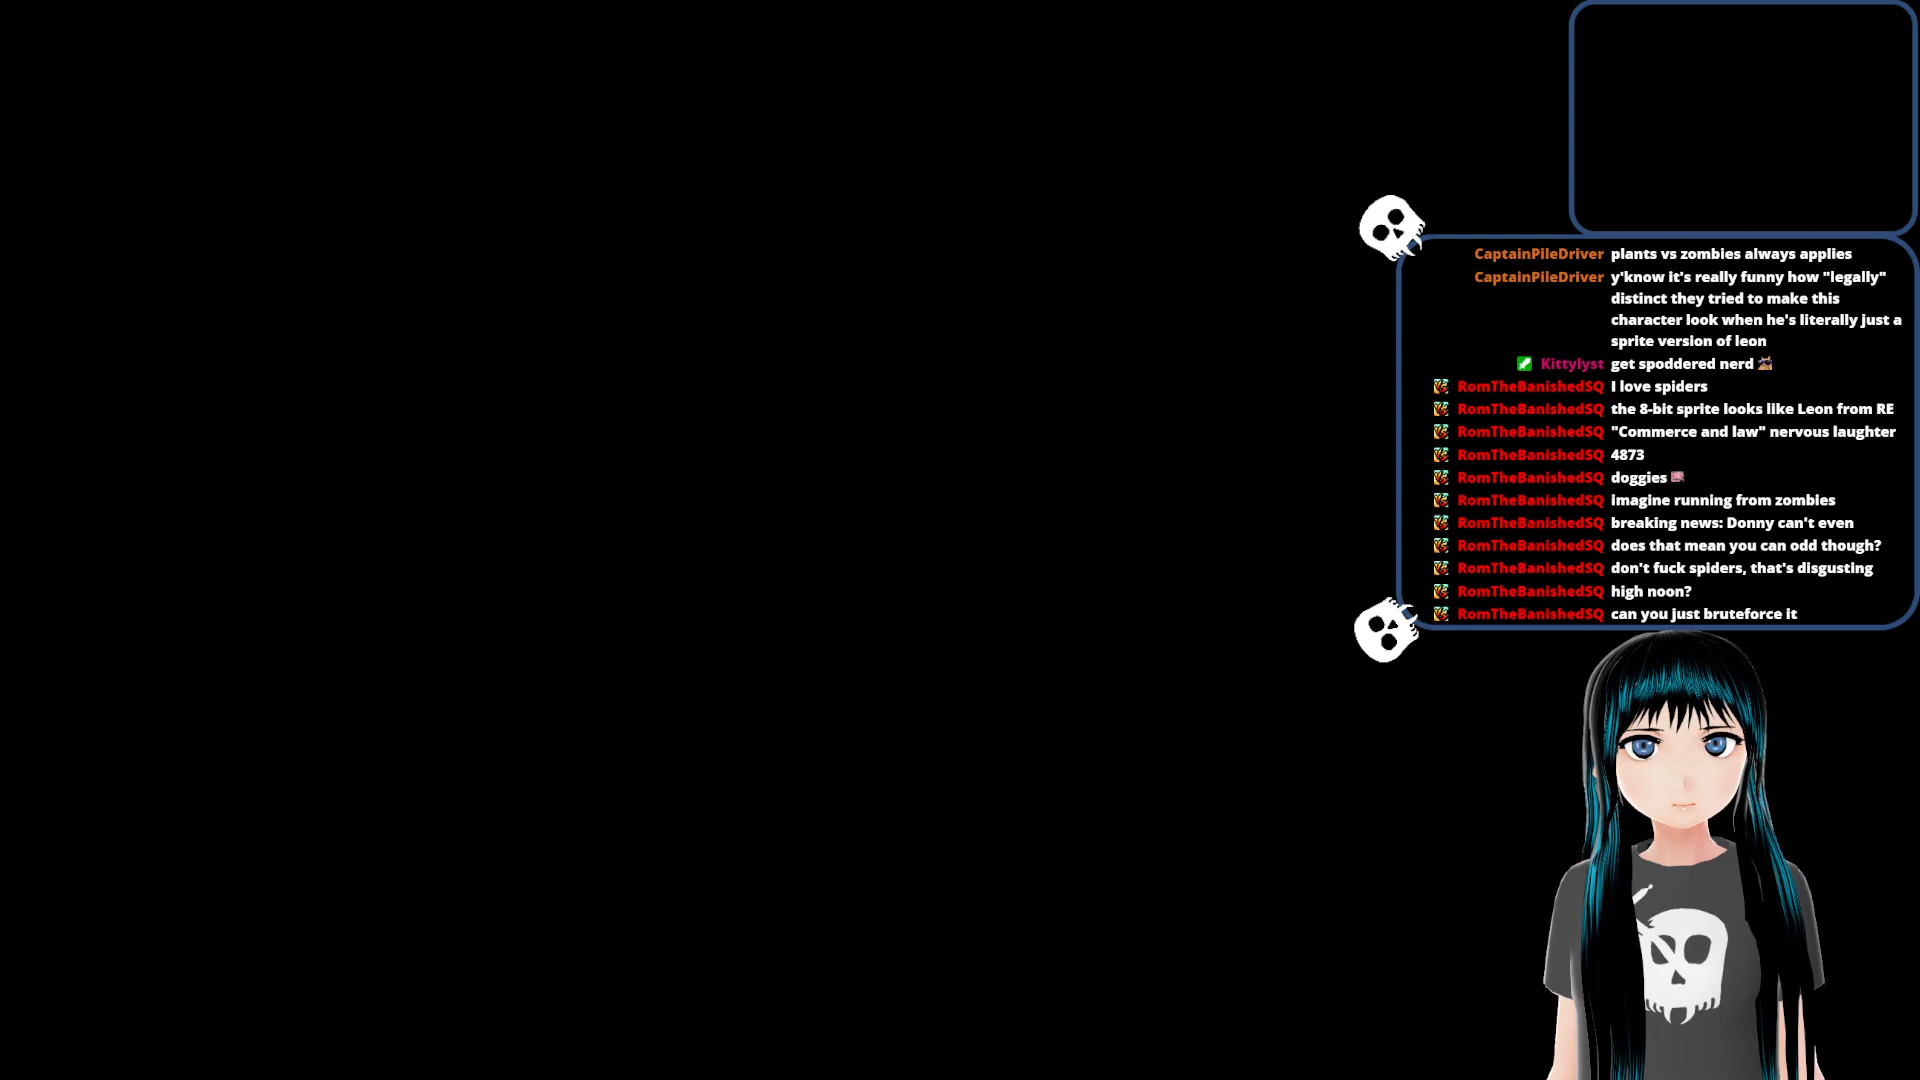 CaptainPileDriver plants vs zombies always applies
CaptainPileDriver y'know it's really funny how "legally"
distinct they tried to make this
character look when he's literally just a
sprite version of leon
Kittylyst get spoddered nerd
RomTheBanishedSQ I love spiders
RomTheBanishedSQ the 8-bit sprite looks like Leon from RE
RomTheBanishedSQ "Commerce and law" nervous laughter
RomTheBanishedSQ 4873
RomTheBanishedSQ doggies
RomTheBanishedSQ imagine running from zombies
RomTheBanishedSQ breaking news: Donny can't even
RomTheBanishedSQ does that mean you can odd though?
RomTheBanishedSQ don't fuck spiders, that's disgusting
RomTheBanishedSQ high noon?
RomTheBanishedSQ can you just bruteforce it